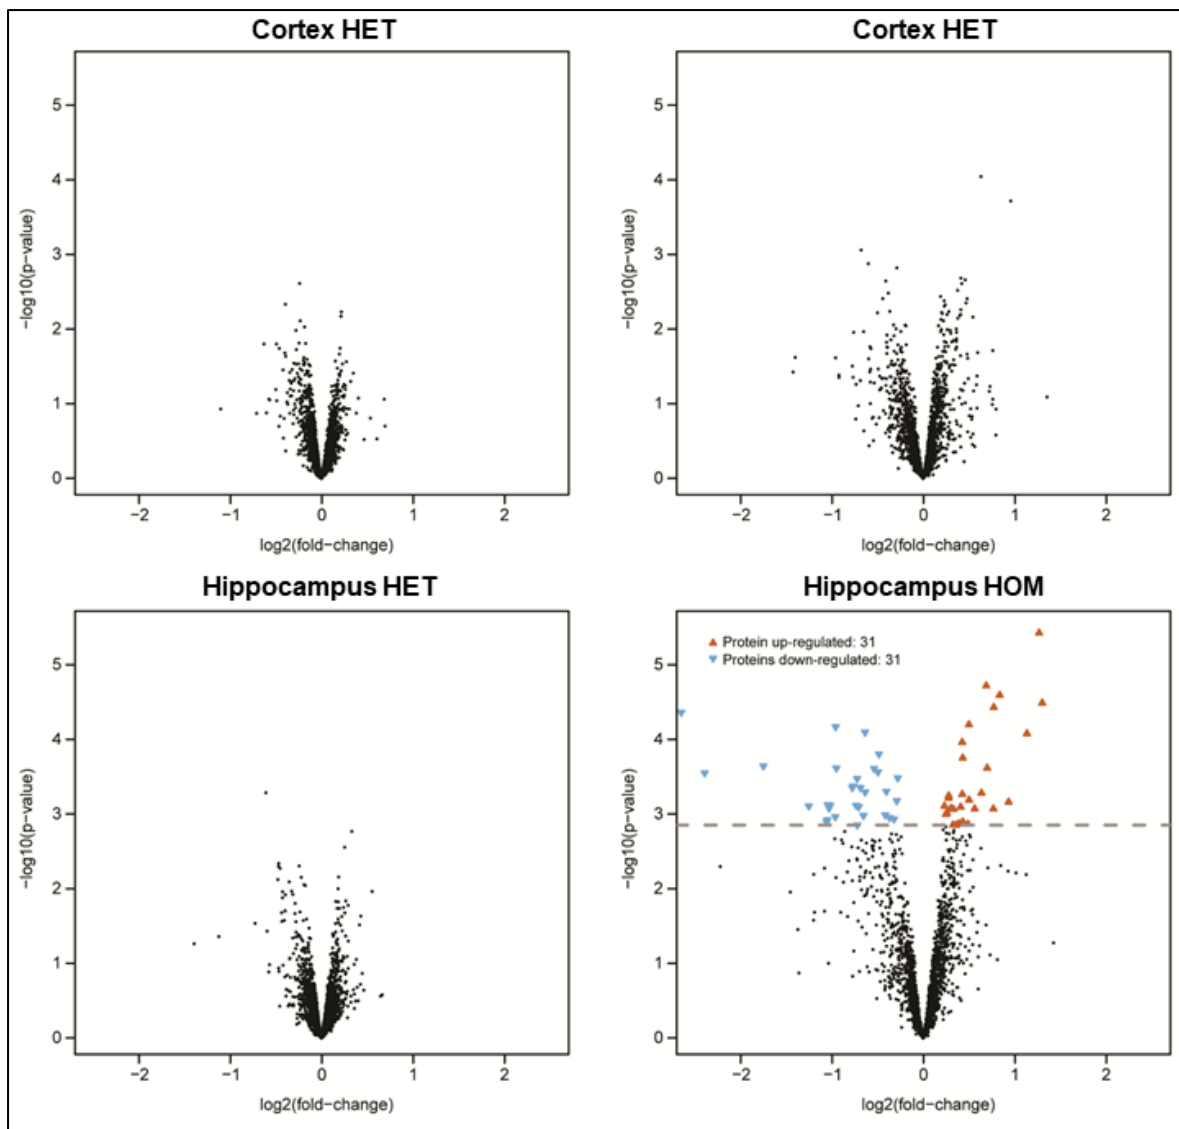 Cortex HET
5
4
3
2
1
0
−log10(p−value)
−2 −1 0 1 2
log2(fold−change)
Cortex HET
5
4
3
2
1
0
−log10(p−value)
−2 −1 0 1 2
log2(fold−change)
Hippocampus HET
5
4
3
2
1
0
−log10(p−value)
−2 −1 0 1 2
log2(fold−change)
Hippocampus HOM
Protein up-regulated: 31
Proteins down-regulated: 31
5
4
3
2
1
0
−log10(p−value)
−2 −1 0 1 2
log2(fold−change)